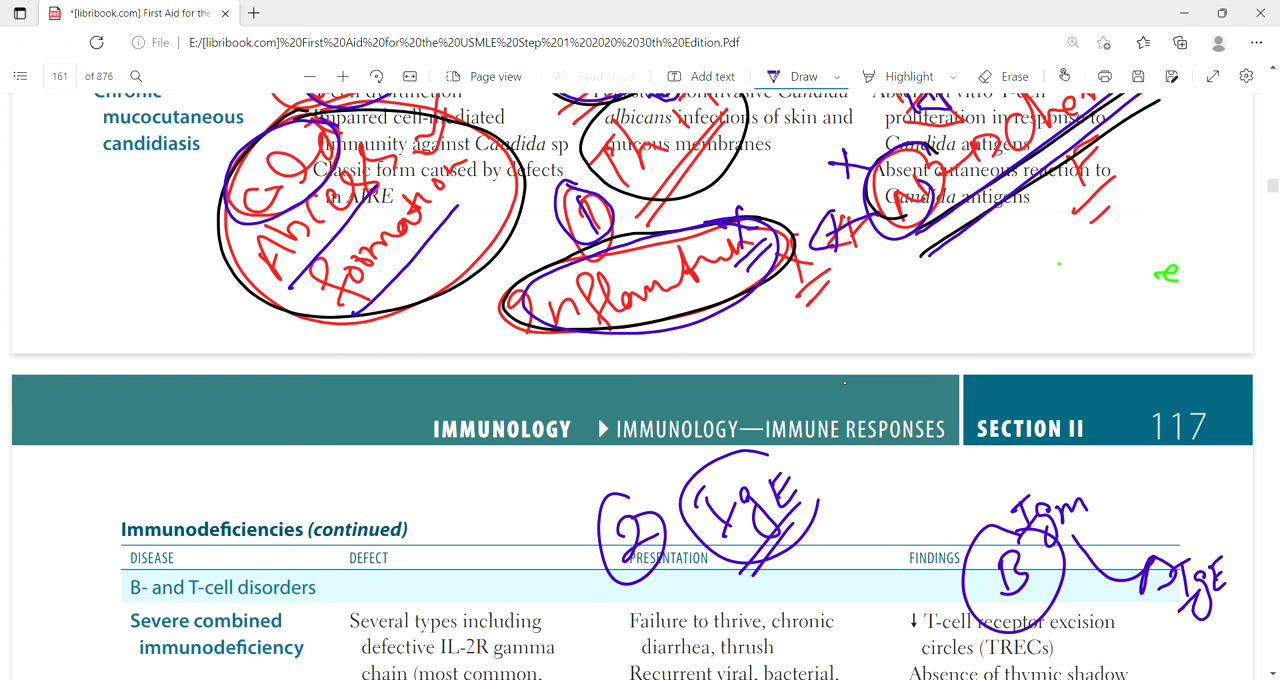 *[libribook.com] First Aid for the
File E:/[libribook.com]%20First%20Aid%20for%20the%20USMLE%20Step%201%202020%2030th%20Edition.Pdf
161 of 876 Page view Read aloud Add text Draw Highlight Erase
Chronic
mucocutaneous
candidiasis
dysfunction
Impaired cell-mediated
immunity against Candida sp
Classic form caused by defects
in AIRE
Candida
albicans infections of skin and
mucous membranes
proliferation in response to
Candida antigens
Absent cutaneous reaction to
Candida antigens
Formation
Th
1
IMMUNOLOGY IMMUNOLOGY—IMMUNE RESPONSES SECTION II 117
2 IgE
IgM
B
IgE
Immunodeficiencies (continued)
DISEASE DEFECT PRESENTATION FINDINGS
B- and T-cell disorders
Severe combined
immunodeficiency
Several types including
defective IL-2R gamma
chain (most common,
Failure to thrive, chronic
diarrhea, thrush
Recurrent viral, bacterial,
↓ T-cell receptor excision
circles (TRECs)
Absence of thymic shadow